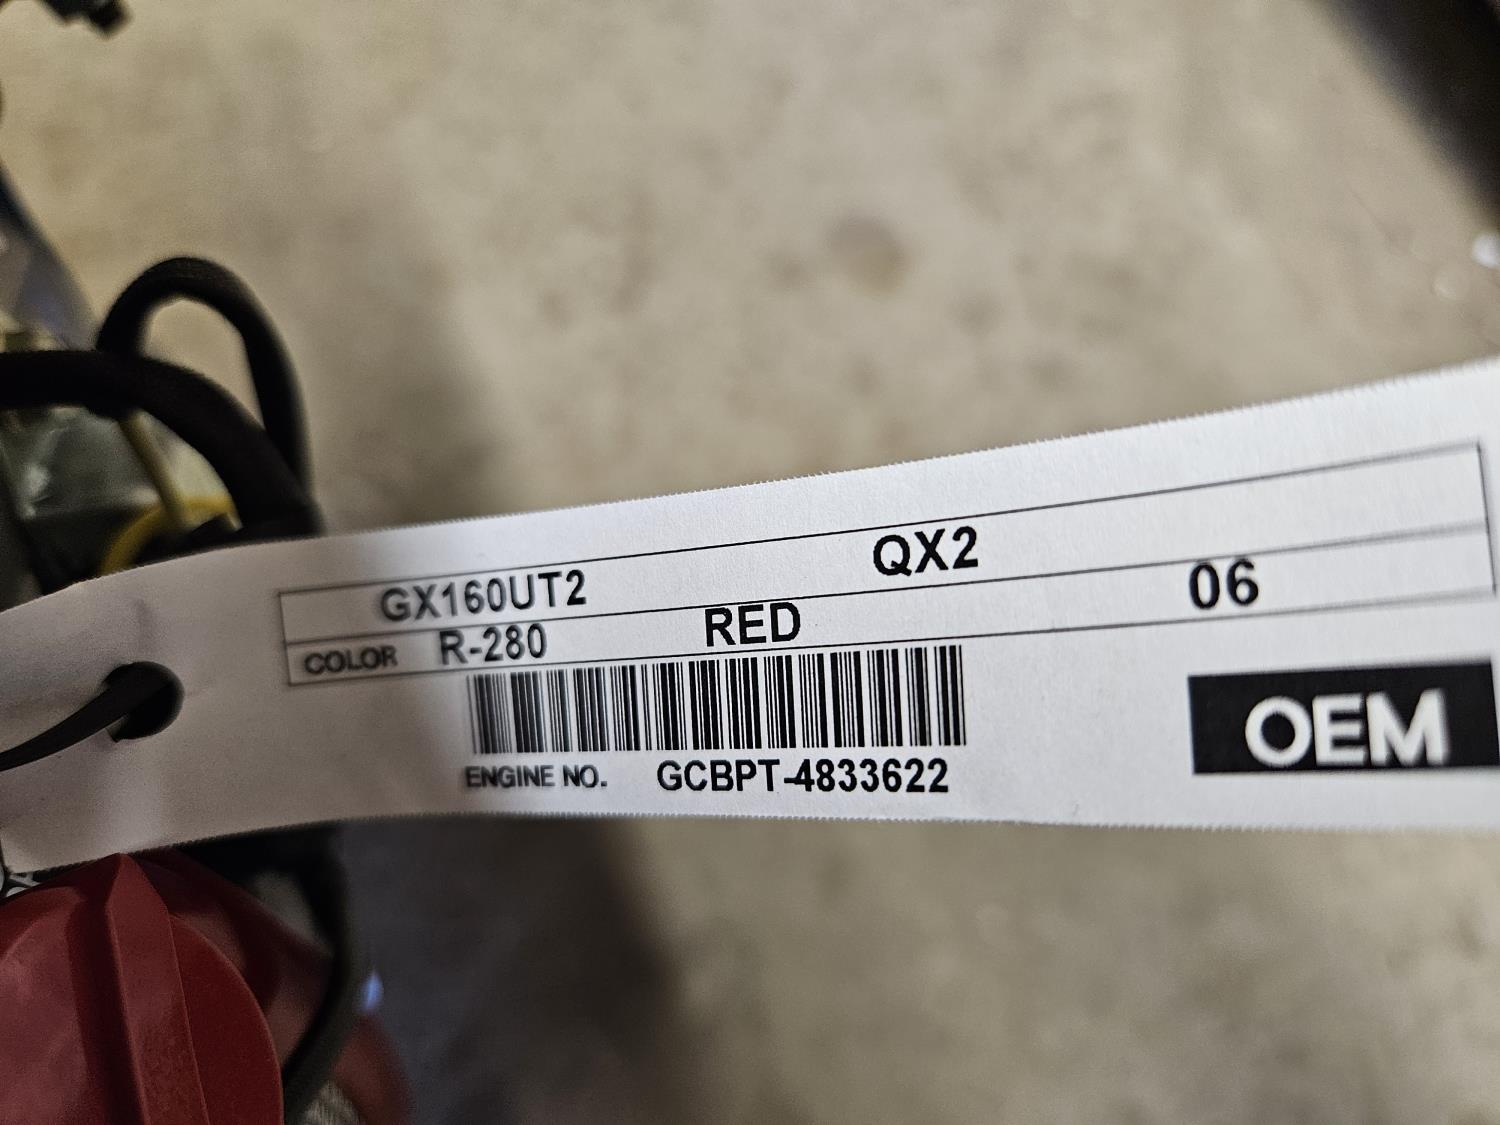 GX160UT2 QX2
COLOR R-280 RED 06
ENGINE NO. GCBPT-4833622
OEM